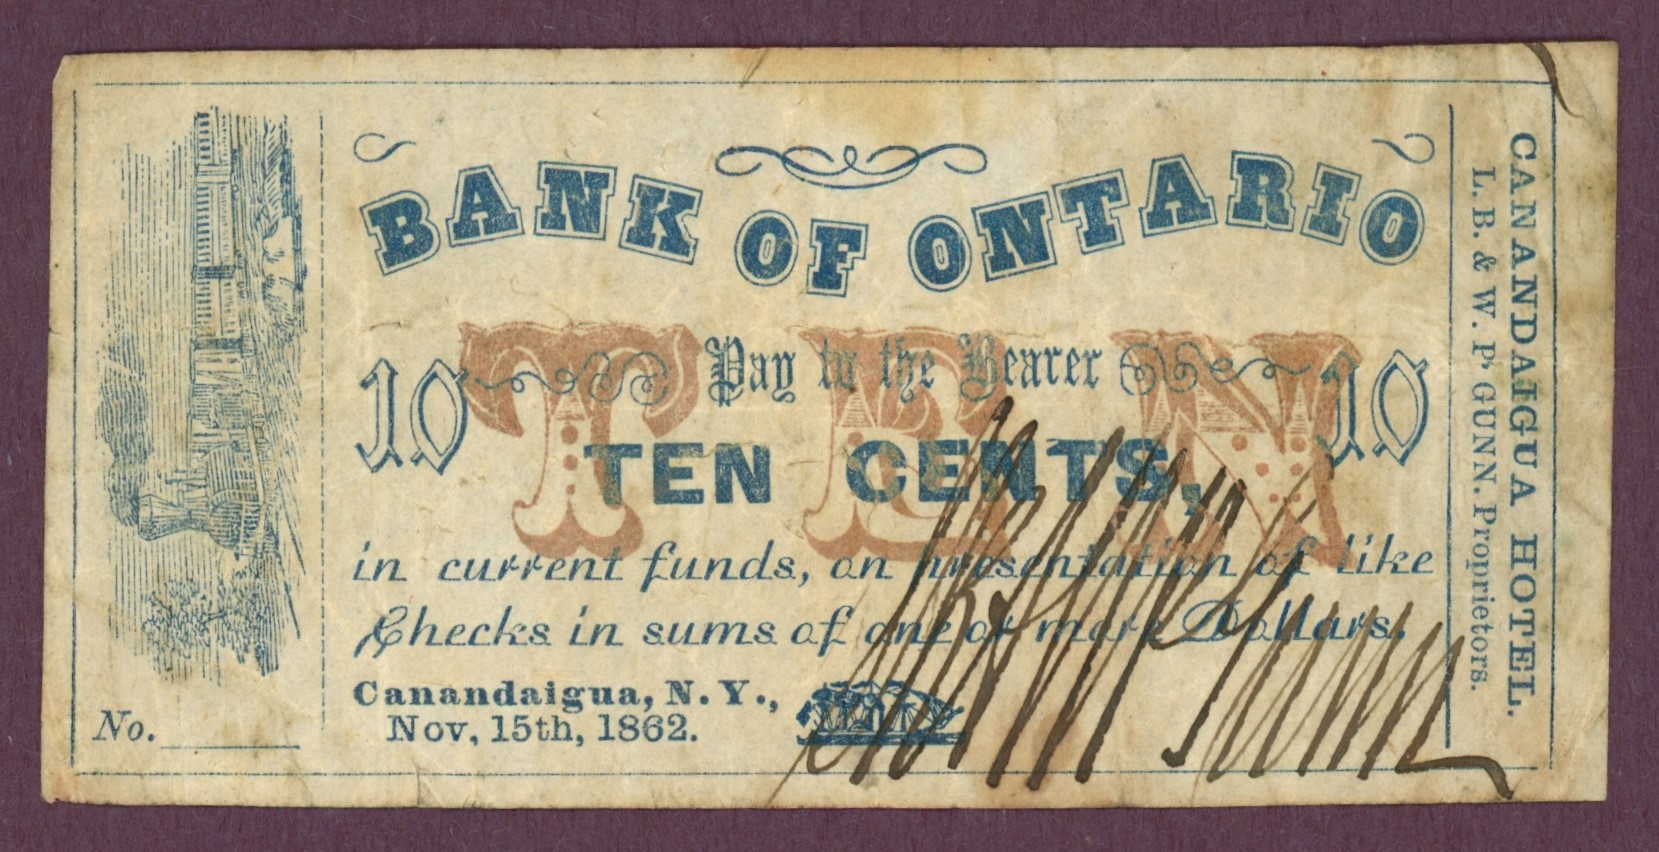 BANK OF ONTARIO
10 Pay to the Bearer 10
TEN
TEN CENTS,
in current funds, on presentation of like
Checks in sums of one or more Dollars.
Canandaigua, N. Y.,
Nov, 15th, 1862.
No.
CANANDAIGUA HOTEL.
L. B. & W. P. GUNN. Proprietors.